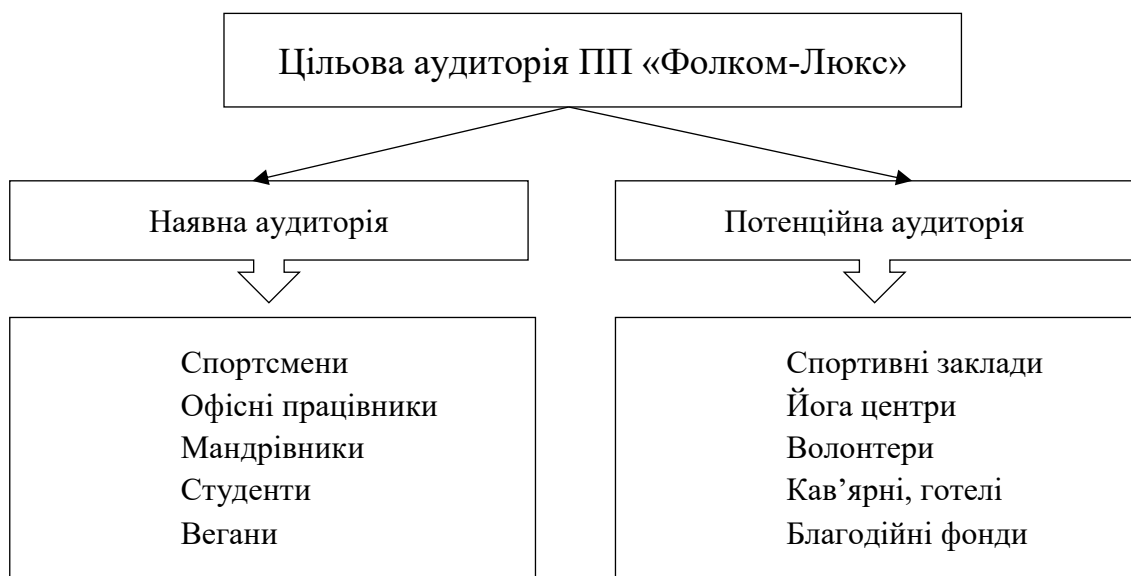 Цільова аудиторія ПП «Фолком-Люкс»
Наявна аудиторія
Потенційна аудиторія
Спортсмени
Офісні працівники
Мандрівники
Студенти
Вегани
Спортивні заклади
Йога центри
Волонтери
Кав’ярні, готелі
Благодійні фонди